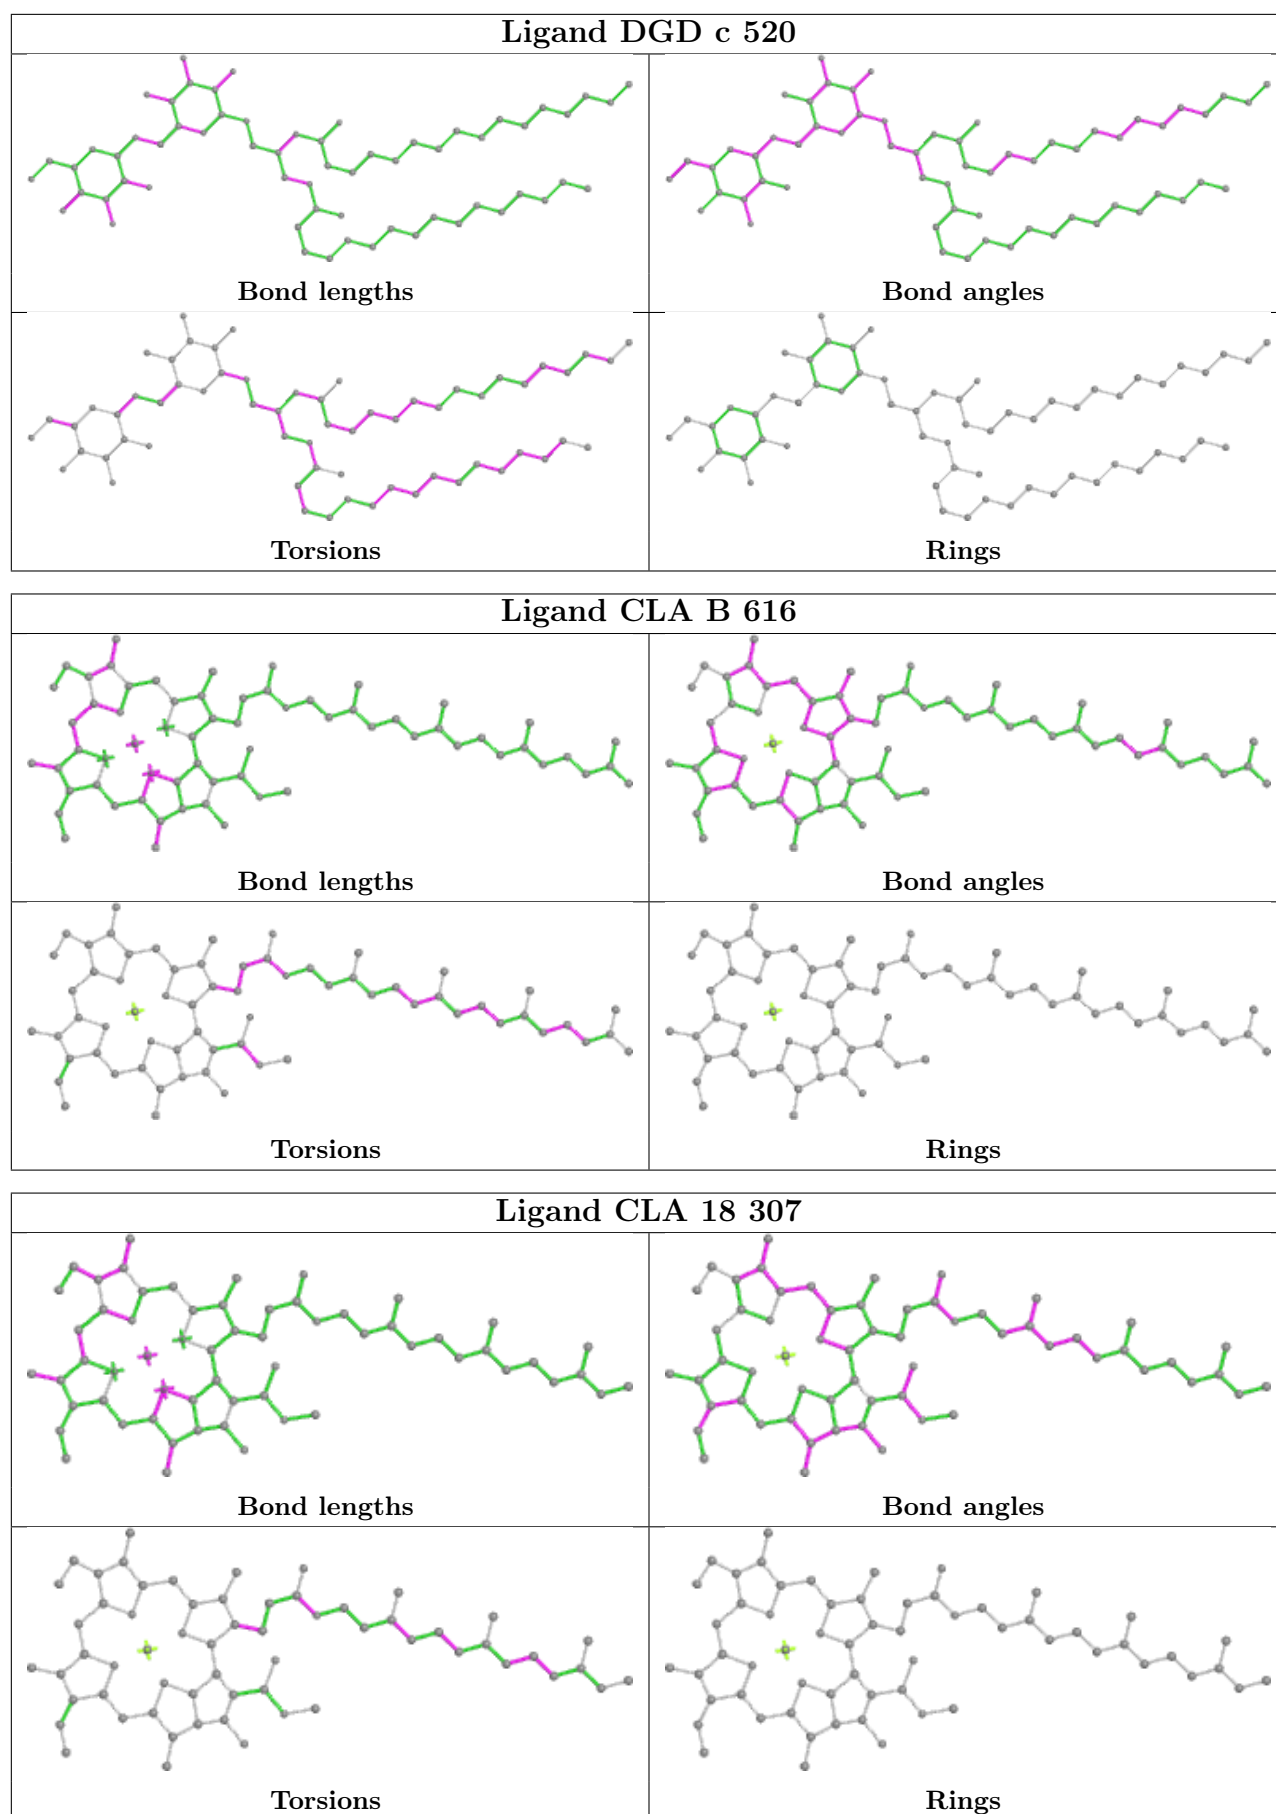 Ligand DGD c 520
Bond lengths
Bond angles
Torsions
Rings
Ligand CLA B 616
Bond lengths
Bond angles
Torsions
Rings
Ligand CLA 18 307
Bond lengths
Bond angles
Torsions
Rings